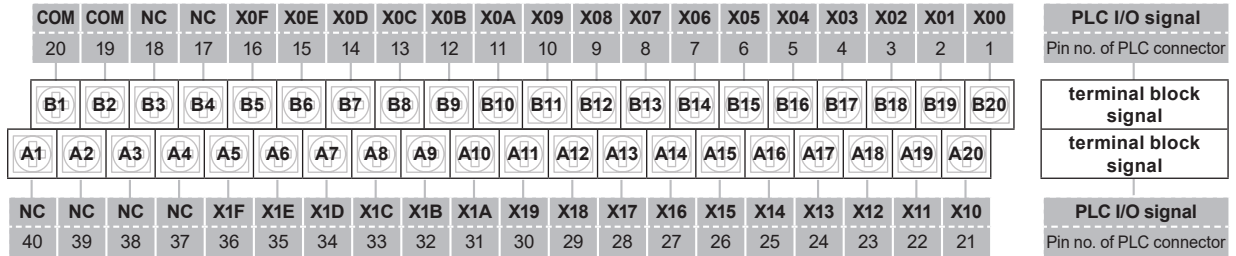 COM COM NC NC X0F X0E X0D X0C X0B X0A X09 X08 X07 X06 X05 X04 X03 X02 X01 X00 PLC I/O signal
20 19 18 17 16 15 14 13 12 11 10 9 8 7 6 5 4 3 2 1 Pin no. of PLC connector
B1 B2 B3 B4 B5 B6 B7 B8 B9 B10 B11 B12 B13 B14 B15 B16 B17 B18 B19 B20 terminal block
signal
A1 A2 A3 A4 A5 A6 A7 A8 A9 A10 A11 A12 A13 A14 A15 A16 A17 A18 A19 A20 terminal block
signal
NC NC NC NC X1F X1E X1D X1C X1B X1A X19 X18 X17 X16 X15 X14 X13 X12 X11 X10 PLC I/O signal
40 39 38 37 36 35 34 33 32 31 30 29 28 27 26 25 24 23 22 21 Pin no. of PLC connector